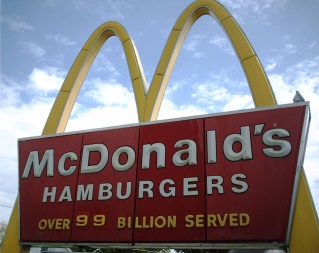 McDonald's
HAMBURGERS
OVER 99 BILLION SERVED